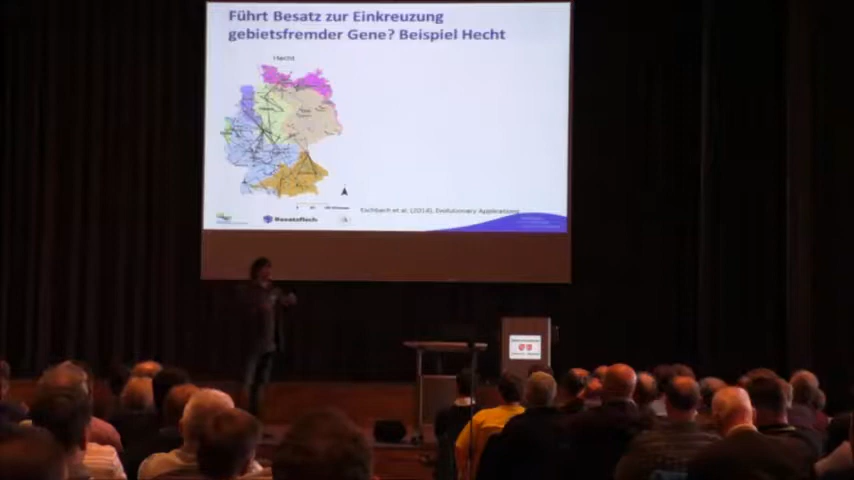 Führt Besatz zur Einkreuzung
gebietsfremder Gene? Beispiel Hecht
Hecht
Eschbach et al. (2014), Evolutionary Applications
Besatzfisch